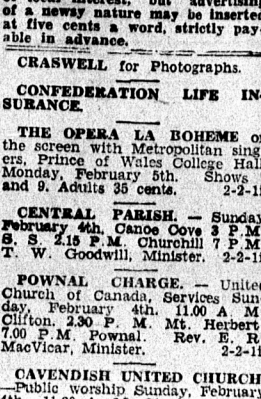 of a newsy nature may be inserted
at five cents a word, strictly pay-
able in advance.
CRASWELL for Photographs.
CONFEDERATION LIFE IN-
SURANCE.
THE OPERA LA BOHEME o
the screen with Metropolitan sing
ers, Prince of Wales College Hall
Monday, February 5th. Shows
and 9. Adults 35 cents. 2-2-1i
CENTRAL PARISH. — Sunday
February 4th, Canoe Cove 3 P.M
S. S. 2.15 P.M. Churchill 7 P.M
T. W. Goodwill, Minister. 2-2-1i
POWNAL CHARGE. — United
Church of Canada, Services Sun-
day, February 4th. 11.00 A M
Clifton. 2.30 P. M. Mt. Herbert
7.00 P.M. Pownal. Rev. E. R
MacVicar, Minister. 2-2-1i
CAVENDISH UNITED CHURCH
—Public worship Sunday, February